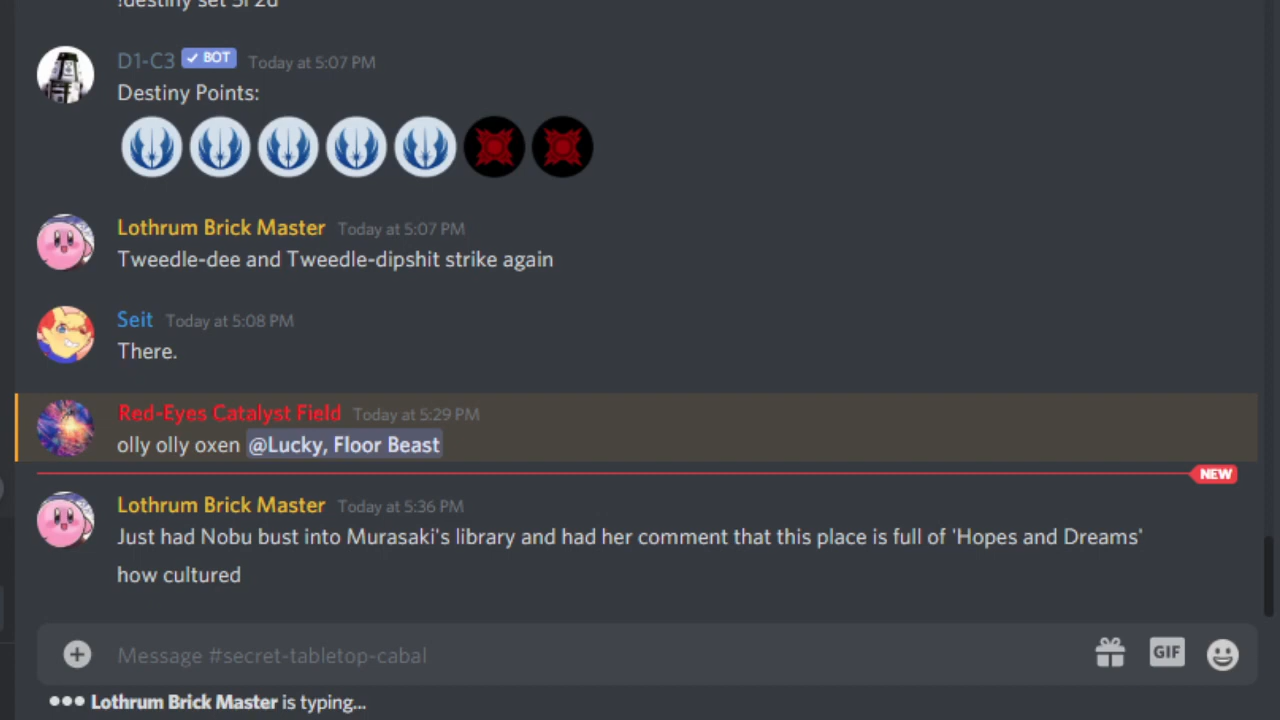 !destiny set 5l 2d
D1-C3 BOT Today at 5:07 PM
Destiny Points:
Lothrum Brick Master Today at 5:07 PM
Tweedle-dee and Tweedle-dipshit strike again
Seit Today at 5:08 PM
There.
Red-Eyes Catalyst Field Today at 5:29 PM
olly olly oxen @Lucky, Floor Beast
NEW
Lothrum Brick Master Today at 5:36 PM
Just had Nobu bust into Murasaki's library and had her comment that this place is full of 'Hopes and Dreams'
how cultured
Message #secret-tabletop-cabal GIF
Lothrum Brick Master is typing...